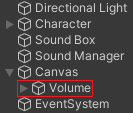 Directional Light
Character
Sound Box
Sound Manager
Canvas
Volume
EventSystem